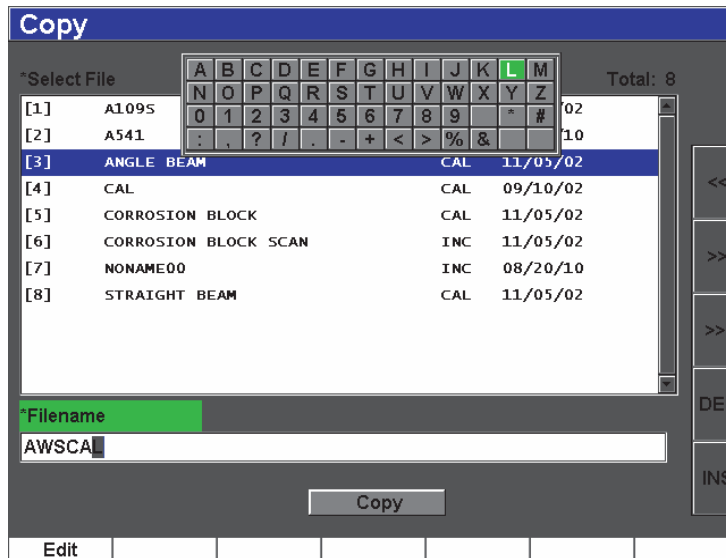 Copy
*Select File
Total: 8
A B C D E F G H I J K L M
N O P Q R S T U V W X Y Z
0 1 2 3 4 5 6 7 8 9 * #
: , ? / . - + < > % &
[1] A109S /02
[2] A541 /10
[3] ANGLE BEAM CAL 11/05/02
[4] CAL CAL 09/10/02
[5] CORROSION BLOCK CAL 11/05/02
[6] CORROSION BLOCK SCAN INC 11/05/02
[7] NONAME00 INC 08/20/10
[8] STRAIGHT BEAM CAL 11/05/02
<<
>>
>>
DE
INS
*Filename
AWSCAL
Copy
Edit